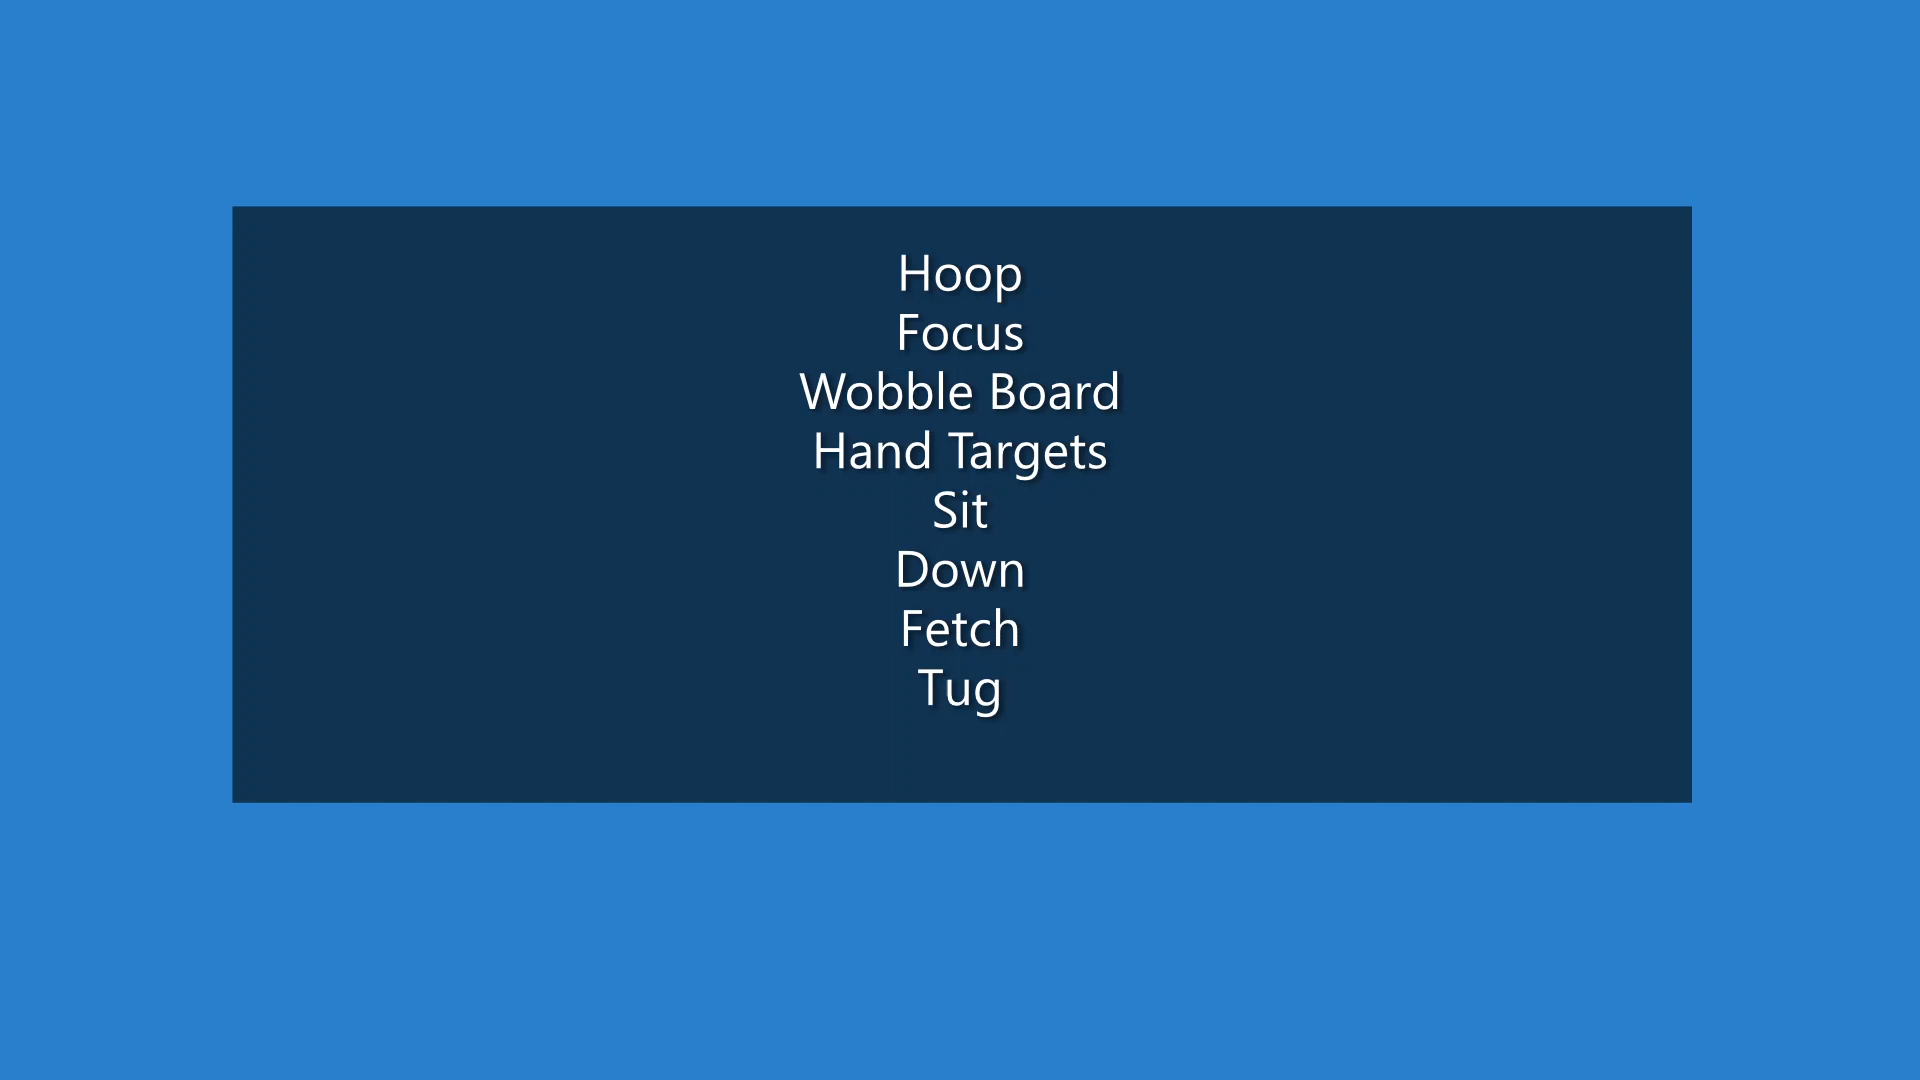 Hoop
Focus
Wobble Board
Hand Targets
Sit
Down
Fetch
Tug